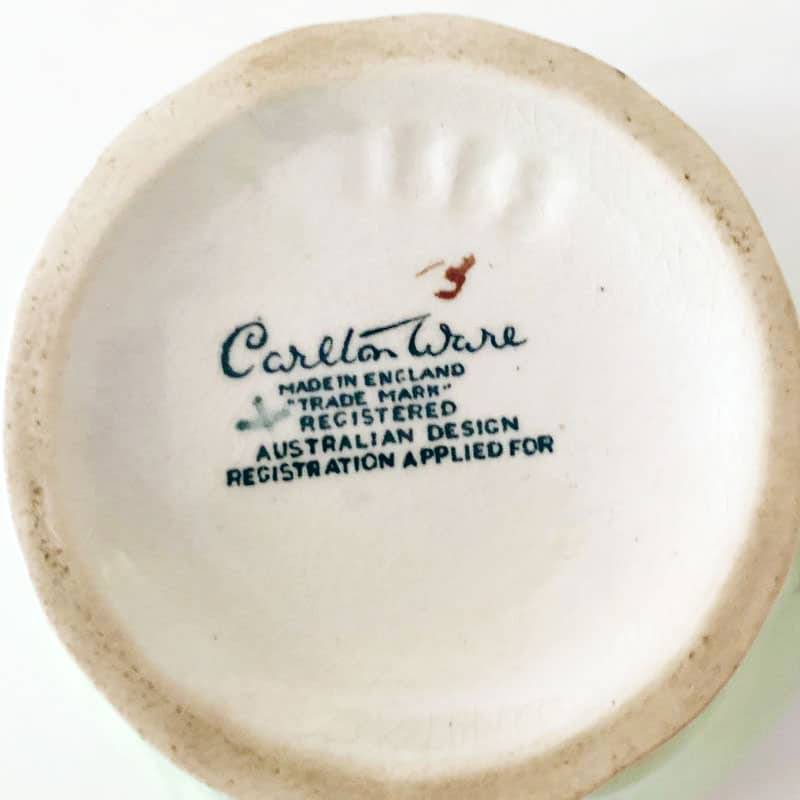 Carlton Ware
MADE IN ENGLAND
"TRADE MARK"
REGISTERED
AUSTRALIAN DESIGN
REGISTRATION APPLIED FOR